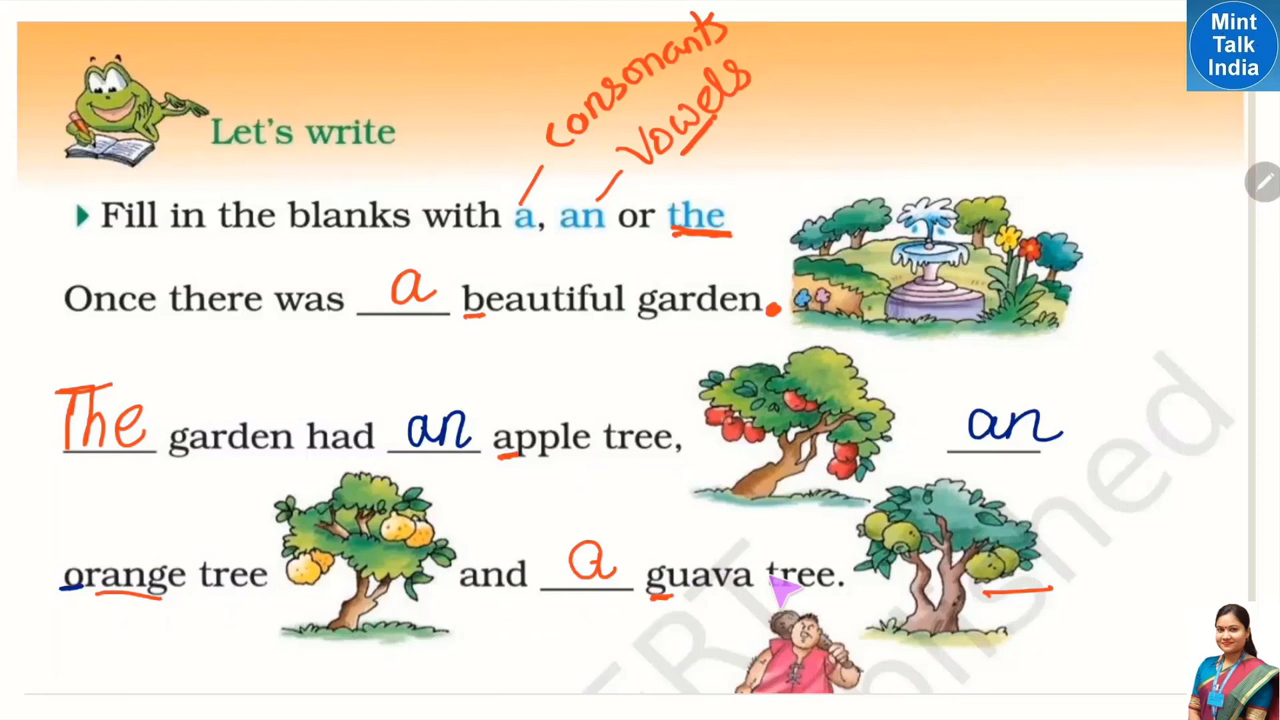 Mint
Talk
India
consonants
Vowels
Let's write
Fill in the blanks with a, an or the
Once there was a beautiful garden.
The garden had an apple tree, an
orange tree and a guava tree.